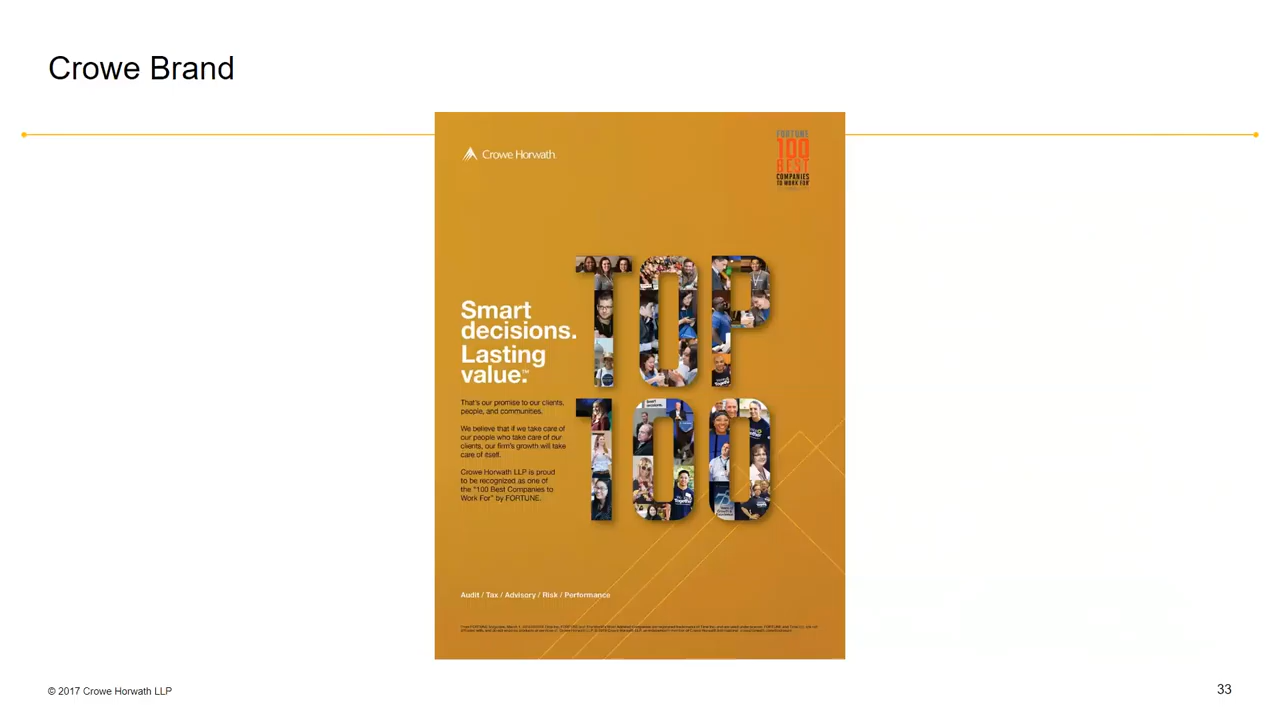 Crowe Brand
Crowe Horwath
FORTUNE
100
BEST
COMPANIES
TO WORK FOR
TOP
100
Smart
decisions.
Lasting
value.™
That's our promise to our clients,
people, and communities.
We believe that if we take care of
our people who take care of our
clients, our firm's growth will take
care of itself.
Crowe Horwath LLP is proud
to be recognized as one of
the "100 Best Companies to
Work For" by FORTUNE.
Audit / Tax / Advisory / Risk / Performance
© 2017 Crowe Horwath LLP
33